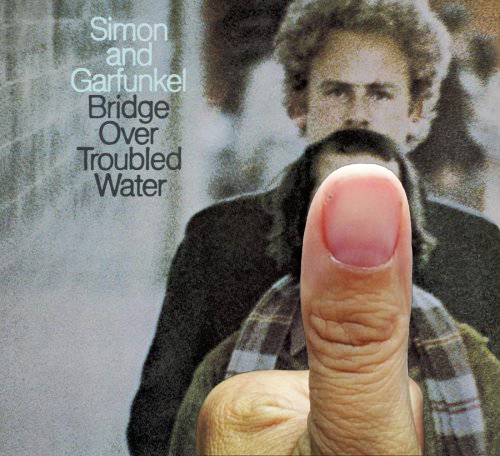 Simon
and
Garfunkel
Bridge
Over
Troubled
Water